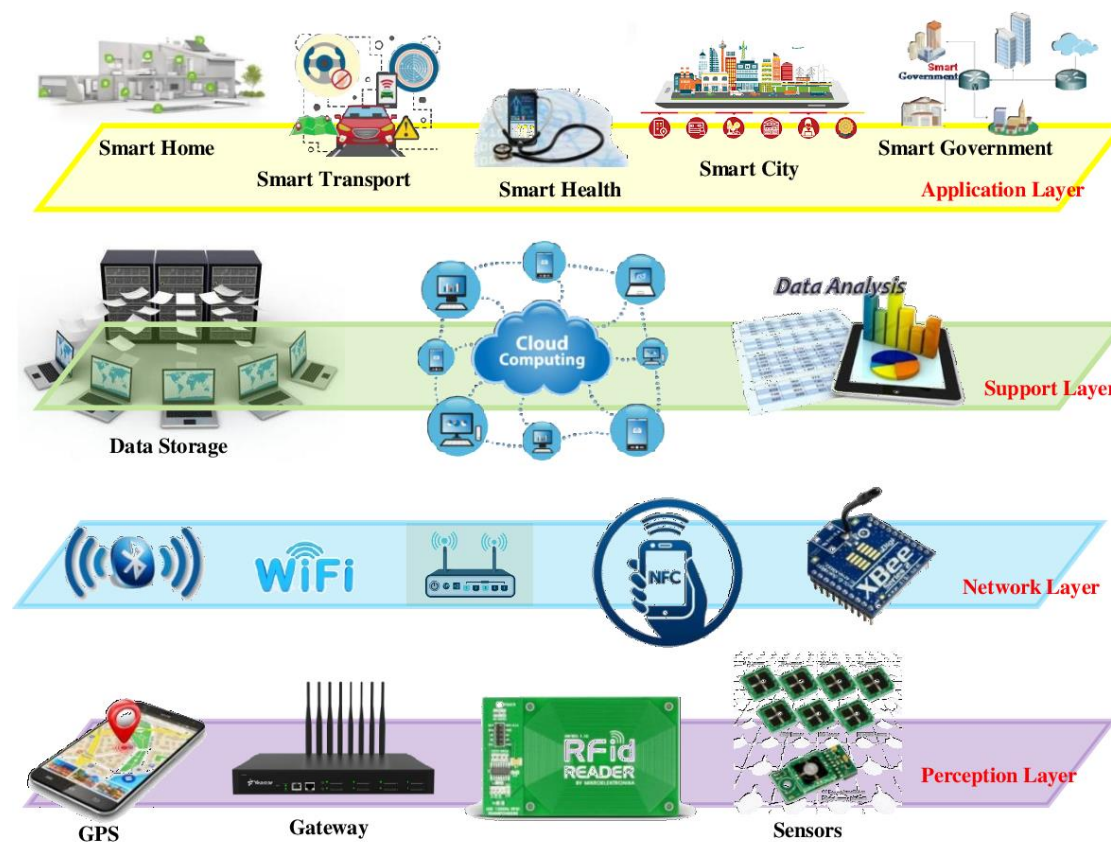 Smart
Government
Smart Home
Smart Transport
Smart Health
Smart City
Smart Government
Application Layer
Data Analysis
Cloud
Computing
Support Layer
Data Storage
WiFi
NFC
XBee
Network Layer
RFid
READER
Perception Layer
GPS
Gateway
Sensors